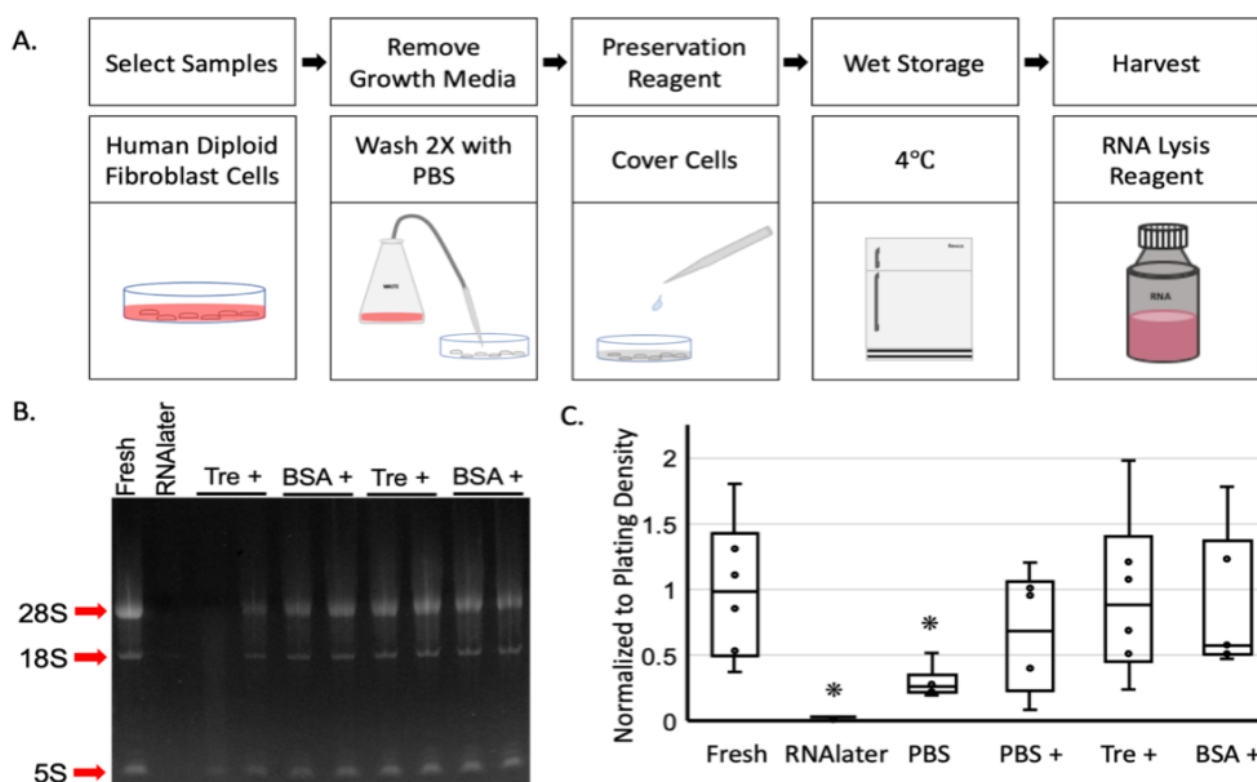 A.
Select Samples
Remove
Growth Media
Preservation
Reagent
Wet Storage
Harvest
Human Diploid
Fibroblast Cells
Wash 2X with
PBS
Cover Cells
4℃
RNA Lysis
Reagent
WASTE
RNA
B.
Fresh
RNAlater
Tre +
BSA +
Tre +
BSA +
28S
18S
5S
C.
Normalized to Plating Density
2
1.5
1
0.5
0
*
*
Fresh
RNAlater
PBS
PBS +
Tre +
BSA +